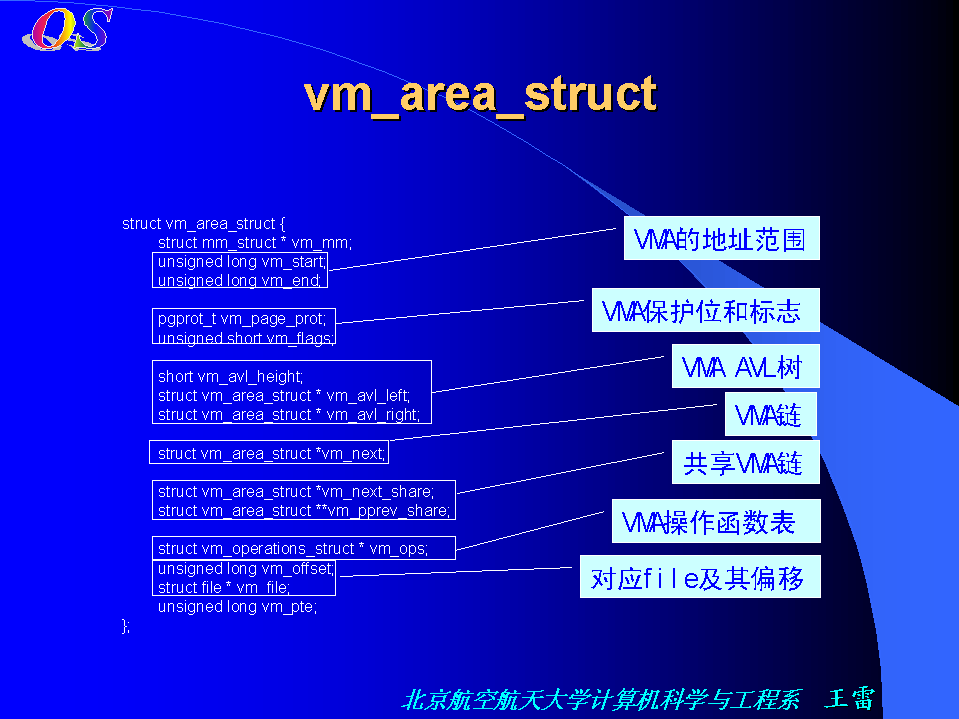 QS
vm_area_struct
struct vm_area_struct {
struct mm_struct * vm_mm;
unsigned long vm_start;
unsigned long vm_end;
VMA的地址范围
pgprot_t vm_page_prot;
unsigned short vm_flags;
VMA保护位和标志
short vm_avl_height;
struct vm_area_struct * vm_avl_left;
struct vm_area_struct * vm_avl_right;
VMA AVL树
struct vm_area_struct *vm_next;
VMA链
struct vm_area_struct *vm_next_share;
struct vm_area_struct **vm_pprev_share;
共享VMA链
struct vm_operations_struct * vm_ops;
VMA操作函数表
unsigned long vm_offset;
struct file * vm_file;
对应file及其偏移
unsigned long vm_pte;
};
北京航空航天大学计算机科学与工程系 王雷